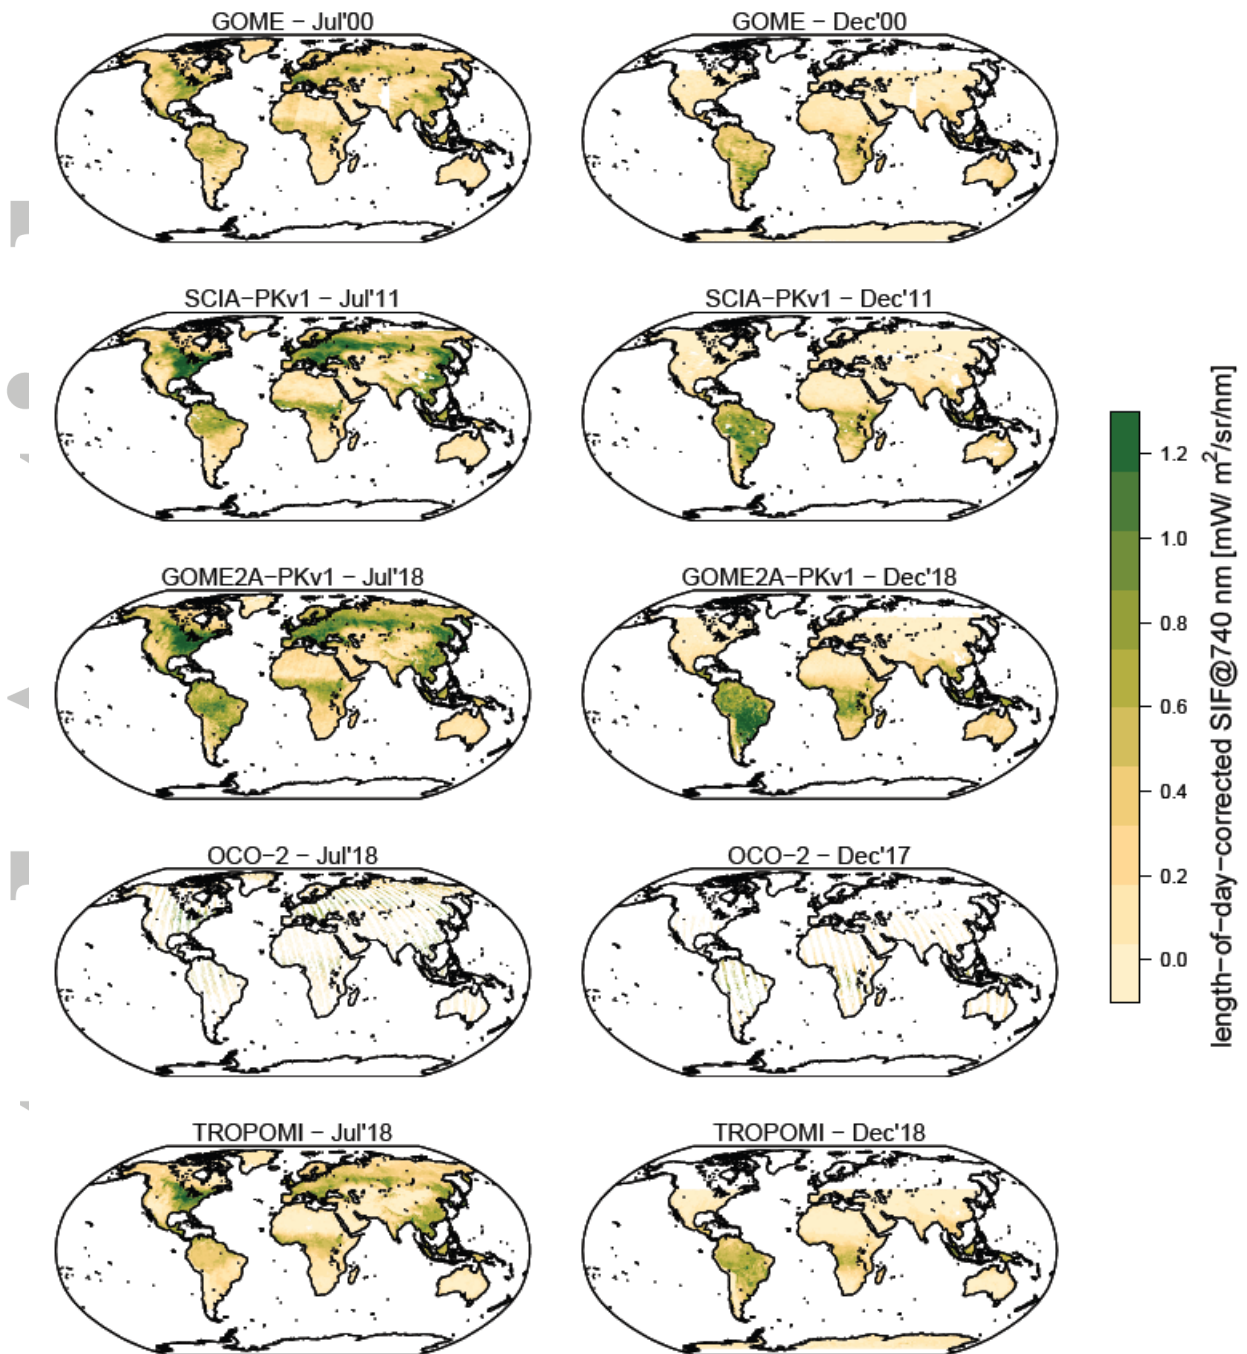 GOME − Jul'00
GOME − Dec'00
SCIA−PKv1 − Jul'11
SCIA−PKv1 − Dec'11
GOME2A−PKv1 − Jul'18
GOME2A−PKv1 − Dec'18
OCO−2 − Jul'18
OCO−2 − Dec'17
TROPOMI − Jul'18
TROPOMI − Dec'18
1.2
1.0
0.8
0.6
0.4
0.2
0.0
length−of−day−corrected SIF@740 nm [mW/ m²/sr/nm]